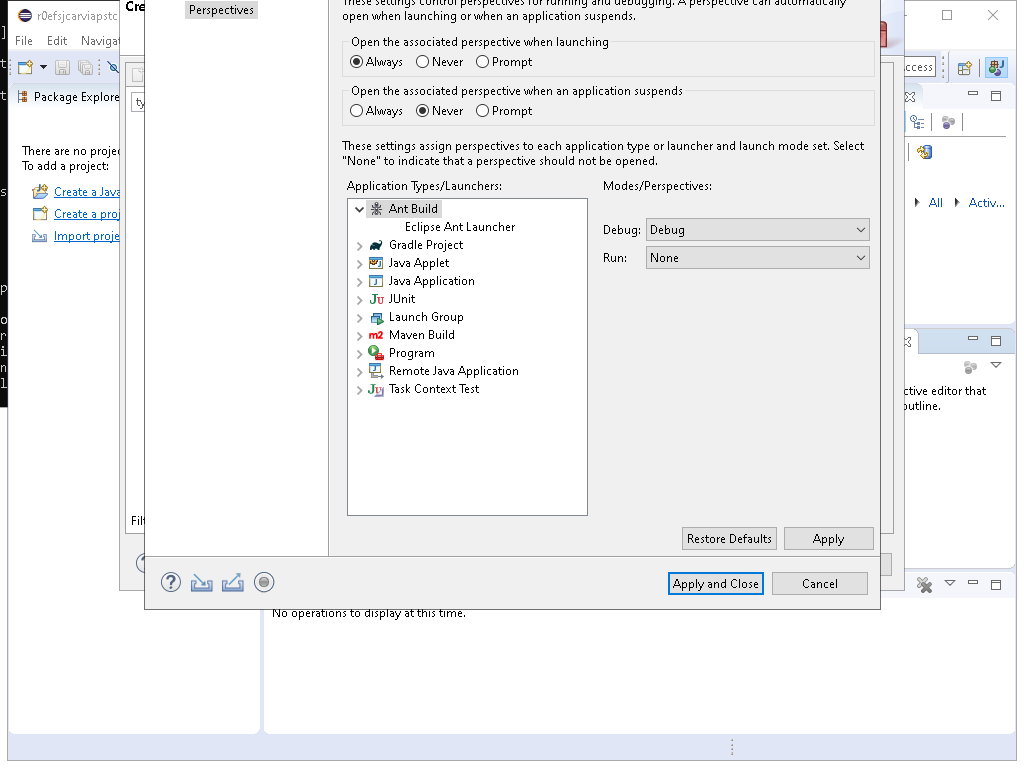 r0efsjcarviapstc
Cre
Perspectives
These settings control perspectives for running and debugging. A perspective can automatically
open when launching or when an application suspends.
File Edit Naviga
Open the associated perspective when launching
Always Never Prompt
ccess
Open the associated perspective when an application suspends
Always Never Prompt
Package Explore
ty
There are no projec
To add a project:
Create a Java
Create a proj
Import proje
These settings assign perspectives to each application type or launcher and launch mode set. Select
"None" to indicate that a perspective should not be opened.
Application Types/Launchers:
Modes/Perspectives:
Ant Build
Eclipse Ant Launcher
Gradle Project
Java Applet
Java Application
JUnit
Launch Group
Maven Build
Program
Remote Java Application
Task Context Test
Debug: Debug
Run: None
All Activ...
ctive editor that
outline.
Filt
Restore Defaults Apply
Apply and Close Cancel
No operations to display at this time.